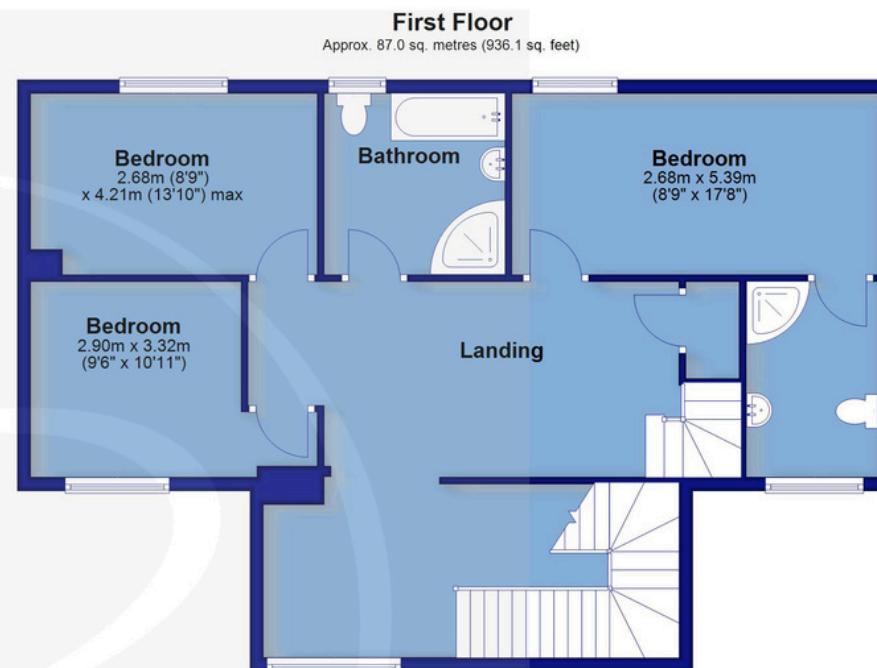 First Floor
Approx. 87.0 sq. metres (936.1 sq. feet)
Bedroom
2.68m (8'9")
x 4.21m (13'10") max
Bathroom
Bedroom
2.68m x 5.39m
(8'9" x 17'8")
Bedroom
2.90m x 3.32m
(9'6" x 10'11")
Landing